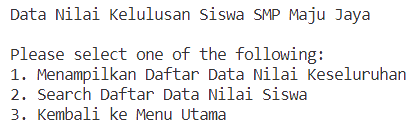 Data Nilai Kelulusan Siswa SMP Maju Jaya
Please select one of the following:
1. Menampilkan Daftar Data Nilai Keseluruhan
2. Search Daftar Data Nilai Siswa
3. Kembali ke Menu Utama